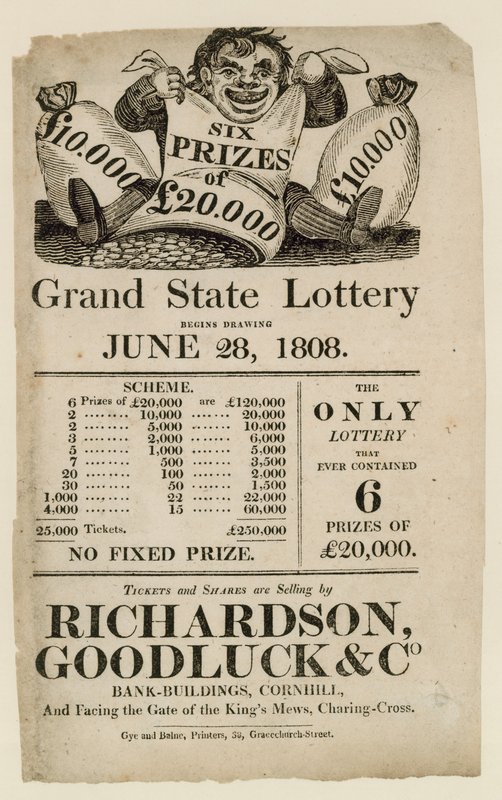 £10.000
SIX
PRIZES
of
£20.000
£10.000
Grand State Lottery
BEGINS DRAWING
JUNE 28, 1808.
SCHEME.
6 Prizes of £20,000 are £120,000
2 ........ 10,000 ....... 20,000
2 ........ 5,000 ....... 10,000
3 ........ 2,000 ....... 6,000
5 ........ 1,000 ....... 5,000
7 ........ 500 ....... 3,500
20 ........ 100 ....... 2,000
30 ........ 50 ....... 1,500
1,000 ........ 22 ....... 22,000
4,000 ........ 15 ....... 60,000
25,000 Tickets. £250,000
NO FIXED PRIZE.
THE
ONLY
LOTTERY
THAT
EVER CONTAINED
6
PRIZES OF
£20,000.
TICKETS and SHARES are Selling by
RICHARDSON,
GOODLUCK & Co
BANK-BUILDINGS, CORNHILL,
And Facing the Gate of the King's Mews, Charing-Cross.
Gye and Balne, Printers, 38, Gracechurch-Street.